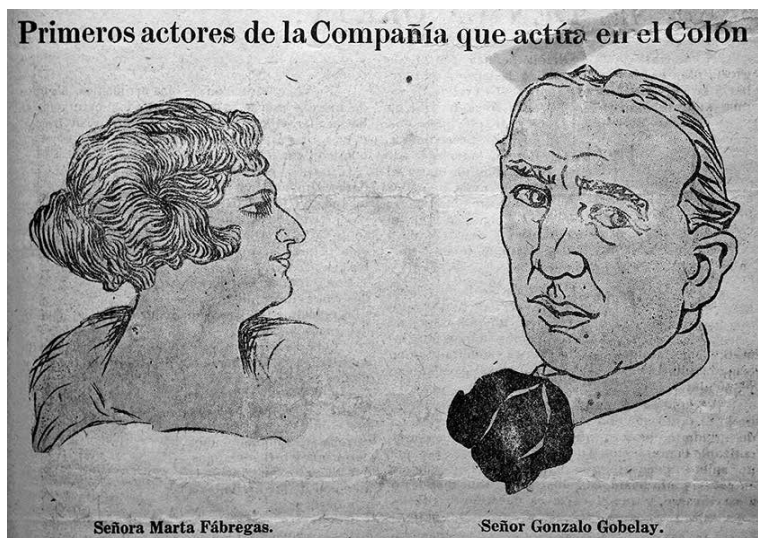 Primeros actores de la Compañía que actúa en el Colón
Señora Marta Fábregas.
Señor Gonzalo Gobelay.